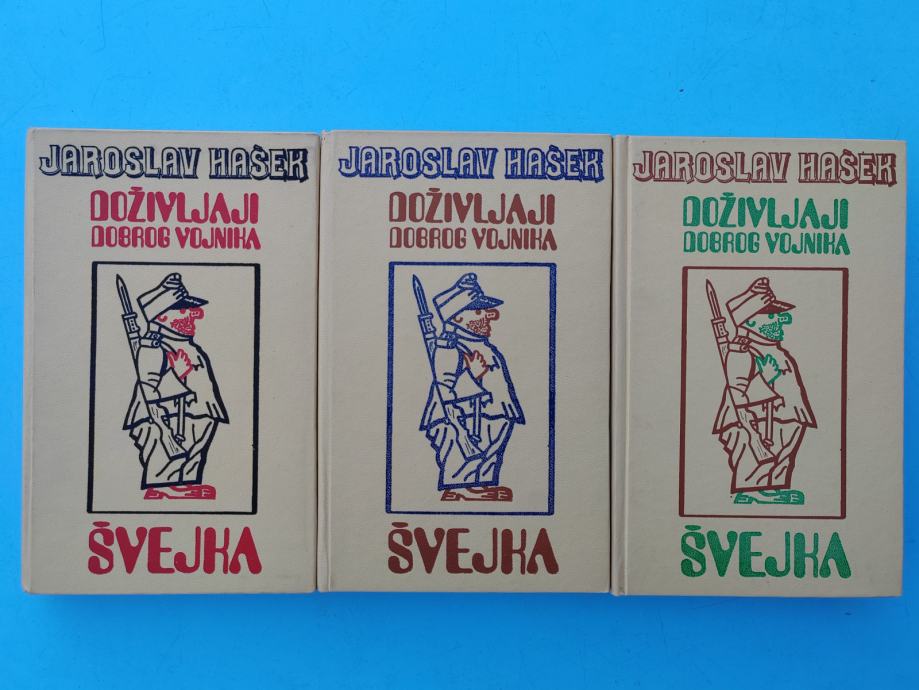 JAROSLAV HAŠEK
DOŽIVLJAJI
DOBROG VOJNIKA
ŠVEJKA
JAROSLAV HAŠEK
DOŽIVLJAJI
DOBROG VOJNIKA
ŠVEJKA
JAROSLAV HAŠEK
DOŽIVLJAJI
DOBROG VOJNIKA
ŠVEJKA